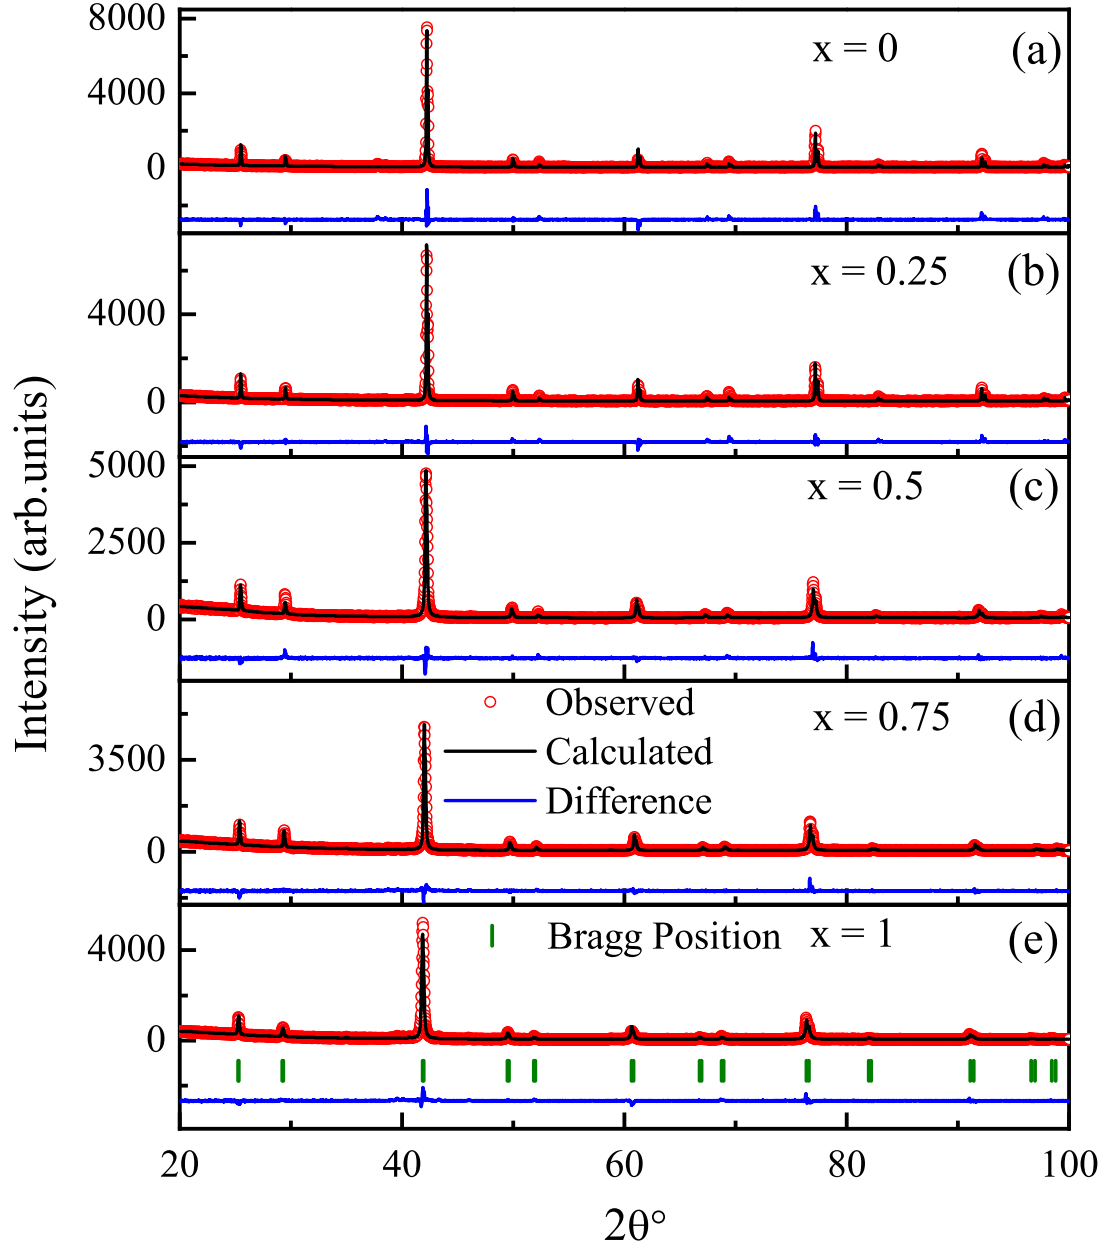 8000
4000
0
x = 0
(a)
4000
0
x = 0.25
(b)
5000
2500
0
x = 0.5
(c)
3500
0
Observed
Calculated
Difference
x = 0.75
(d)
4000
0
Bragg Position
x = 1
(e)
Intensity (arb.units)
20
40
60
80
100
2θ°